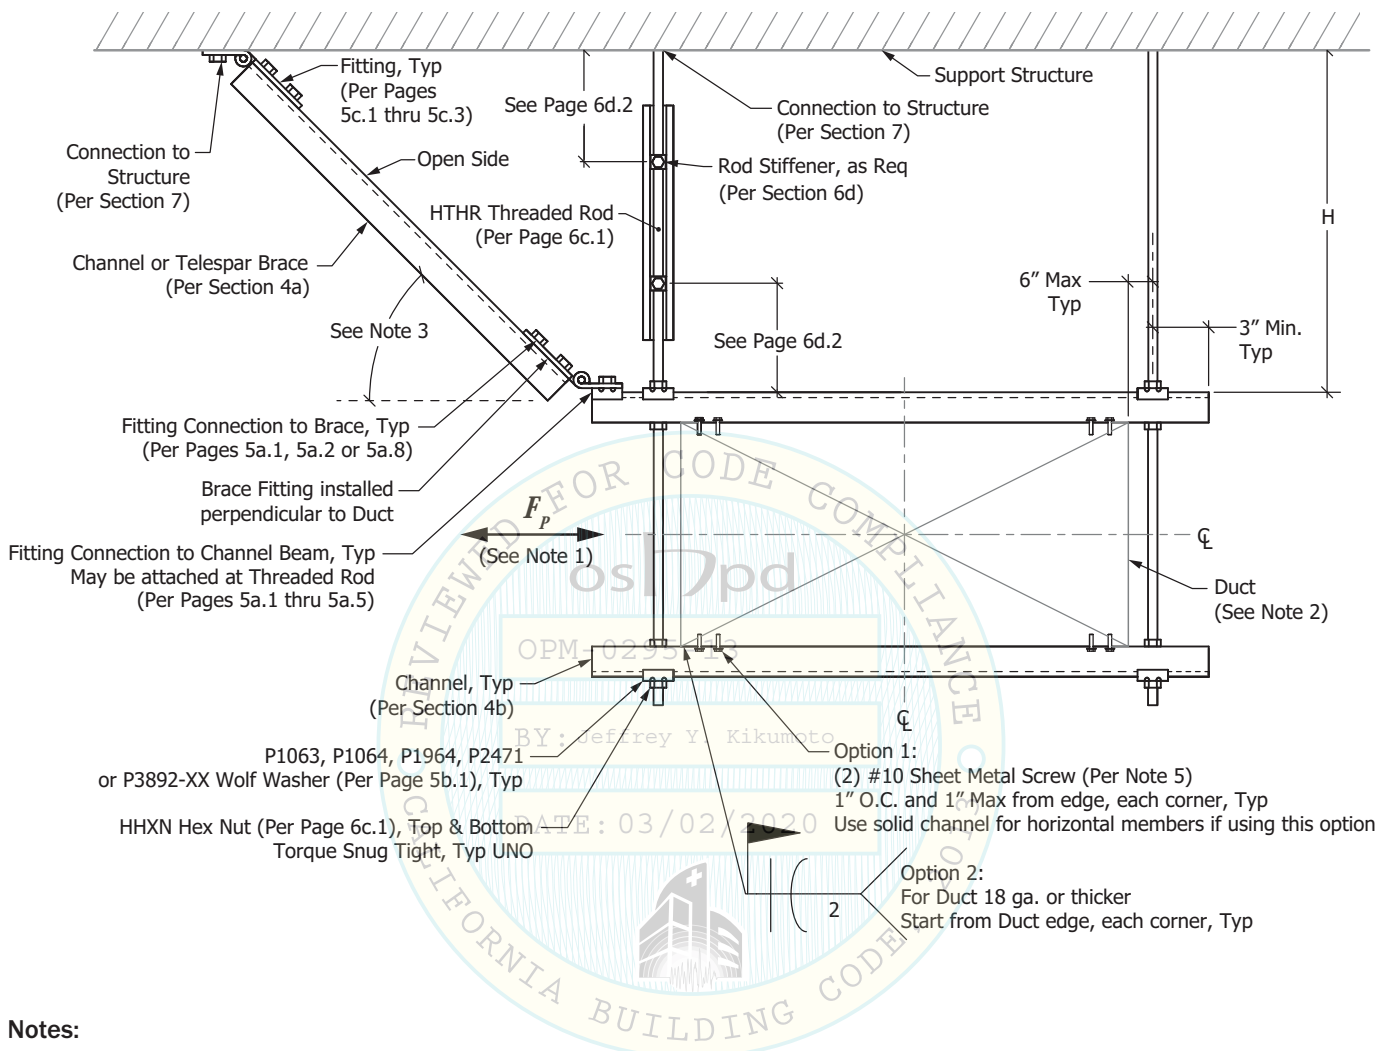 Fitting, Typ
(Per Pages
5c.1 thru 5c.3)
See Page 6d.2
Support Structure
Connection to Structure
(Per Section 7)
Connection to
Structure
(Per Section 7)
Open Side
Rod Stiffener, as Req
(Per Section 6d)
HTHR Threaded Rod
(Per Page 6c.1)
H
Channel or Telespar Brace
(Per Section 4a)
6” Max
Typ
See Note 3
See Page 6d.2
3” Min.
Typ
Fitting Connection to Brace, Typ
(Per Pages 5a.1, 5a.2 or 5a.8)
Brace Fitting installed
perpendicular to Duct
Fp
(See Note 1)
Fitting Connection to Channel Beam, Typ
May be attached at Threaded Rod
(Per Pages 5a.1 thru 5a.5)
℄
Duct
(See Note 2)
Channel, Typ
(Per Section 4b)
℄
P1063, P1064, P1964, P2471
or P3892-XX Wolf Washer (Per Page 5b.1), Typ
HHXN Hex Nut (Per Page 6c.1), Top & Bottom
Torque Snug Tight, Typ UNO
Option 1:
(2) #10 Sheet Metal Screw (Per Note 5)
1” O.C. and 1” Max from edge, each corner, Typ
Use solid channel for horizontal members if using this option
2
Option 2:
For Duct 18 ga. or thicker
Start from Duct edge, each corner, Typ
REVIEWED FOR CODE COMPLIANCE
oshpd
OPM-0295-13
BY: Jeffrey Y. Kikumoto
DATE: 03/02/2020
CALIFORNIA BUILDING CODE
Notes: